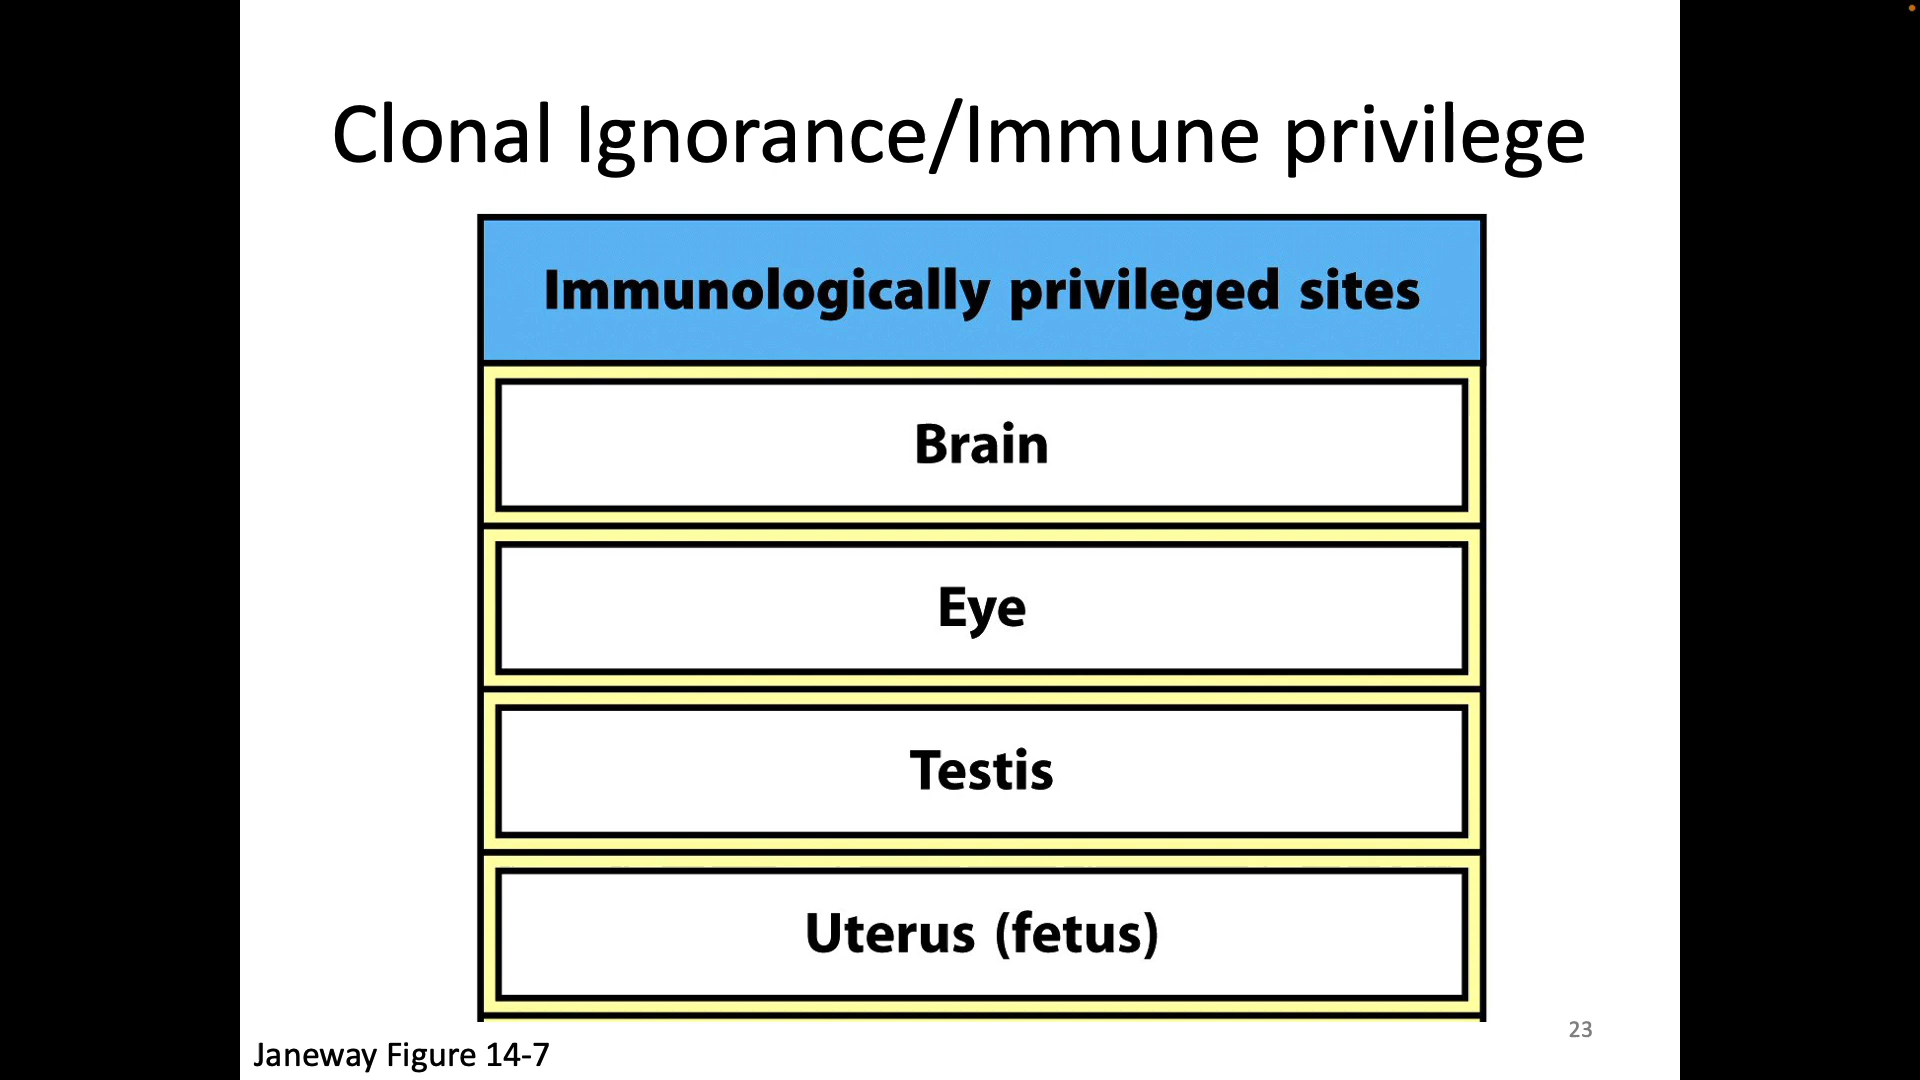 Clonal Ignorance/Immune privilege
Immunologically privileged sites
Brain
Eye
Testis
Uterus (fetus)
23
Janeway Figure 14-7